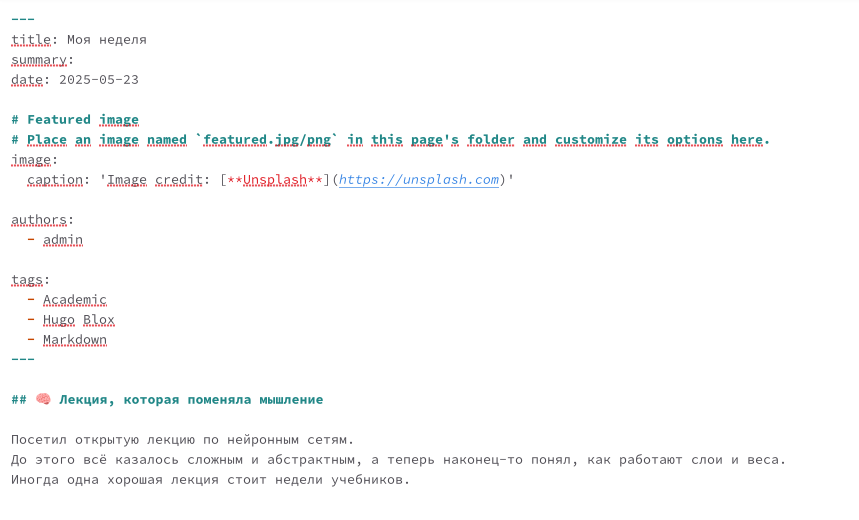 ---
title: Моя неделя
summary:
date: 2025-05-23
# Featured image
# Place an image named `featured.jpg/png` in this page's folder and customize its options here.
image:
caption: 'Image credit: [**Unsplash**](https://unsplash.com)'
authors:
- admin
tags:
- Academic
- Hugo Blox
- Markdown
---
## 🧠 Лекция, которая поменяла мышление
Посетил открытую лекцию по нейронным сетям.
До этого всё казалось сложным и абстрактным, а теперь наконец-то понял, как работают слои и веса.
Иногда одна хорошая лекция стоит недели учебников.